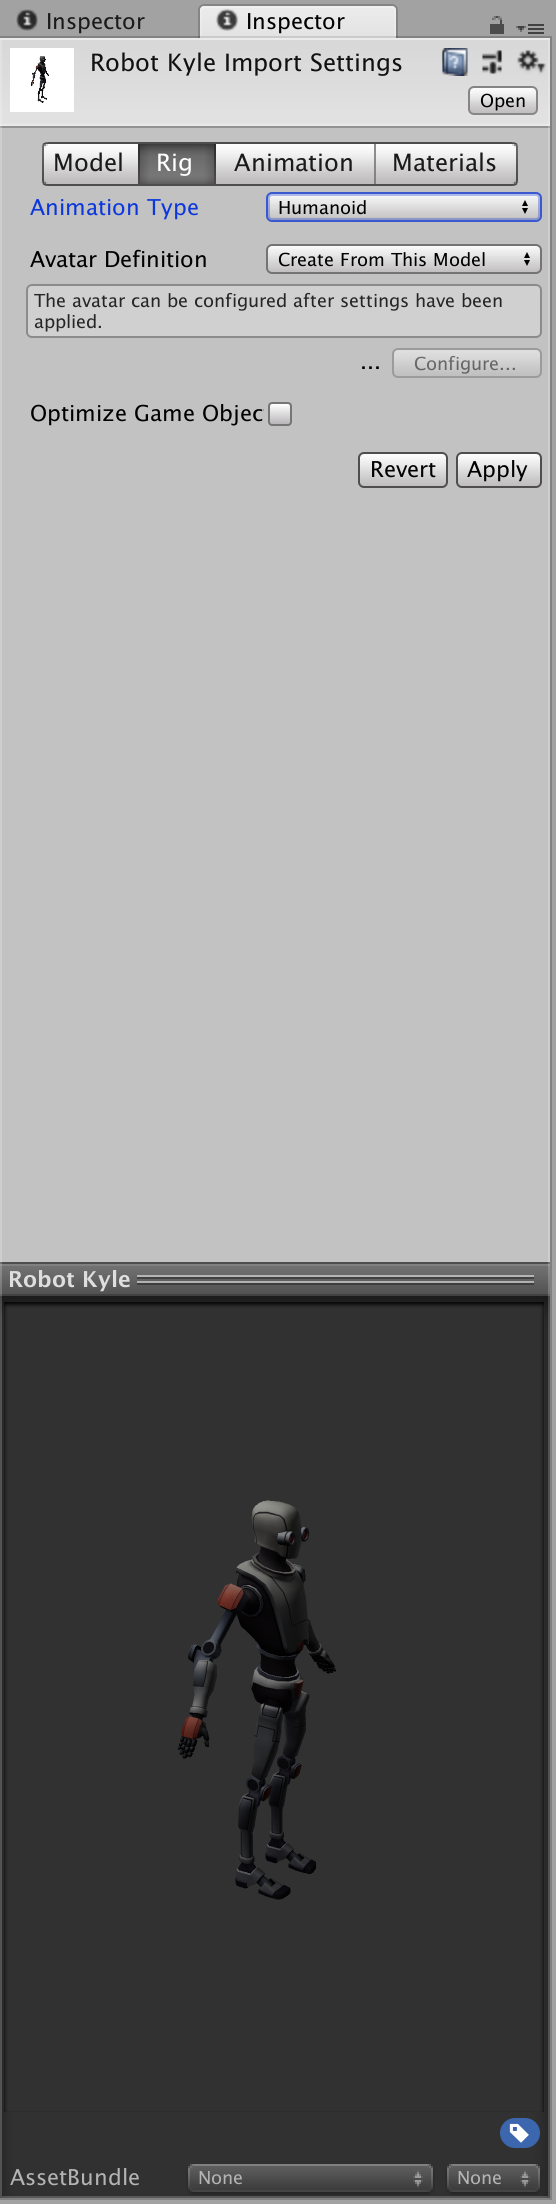 Inspector Inspector
Robot Kyle Import Settings
Open
Model Rig Animation Materials
Animation Type Humanoid
Avatar Definition Create From This Model
The avatar can be configured after settings have been
applied.
... Configure...
Optimize Game Objec
Revert Apply
Robot Kyle
AssetBundle None None